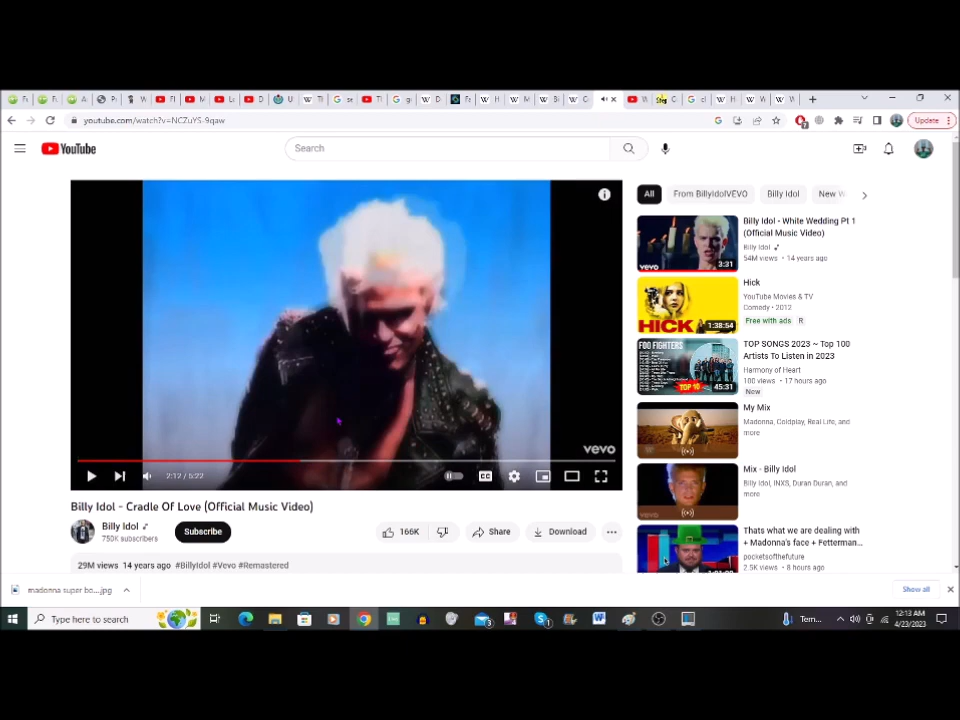 Update
youtube.com/watch?v=NCZuYS-9qaw
YouTube
Search
All
From BillyIdolVEVO
Billy Idol
New W
Billy Idol - White Wedding Pt 1
(Official Music Video)
Billy Idol
54M views • 14 years ago
vevo
3:31
Hick
YouTube Movies & TV
Comedy • 2012
Free with ads R
HICK
1:38:54
TOP SONGS 2023 ~ Top 100
Artists To Listen in 2023
Harmony of Heart
100 views • 17 hours ago
New
FOO FIGHTERS
TOP 10
45:31
My Mix
Madonna, Coldplay, Real Life, and
more
Mix - Billy Idol
Billy Idol, INXS, Duran Duran, and
more
vevo
Thats what we are dealing with
+ Madonna's face + Fetterman...
pocketsofthefuture
2.5K views • 8 hours ago
vevo
2:12 / 5:22
CC
Billy Idol - Cradle Of Love (Official Music Video)
Billy Idol
750K subscribers
Subscribe
166K
Share
Download
29M views 14 years ago #BillyIdol #Vevo #Remastered
madonna super bo....jpg
Show all
Type here to search
Tem...
12:13 AM
4/23/2023